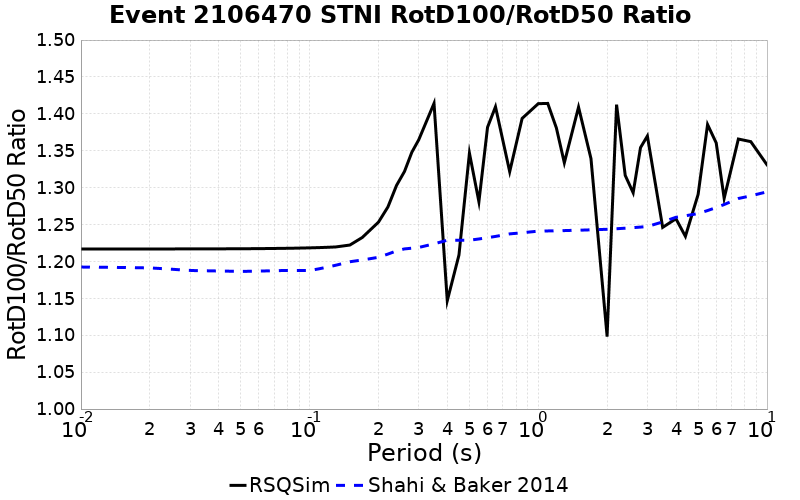 Event 2106470 STNI RotD100/RotD50 Ratio
RotD100/RotD50 Ratio
1.50
1.45
1.40
1.35
1.30
1.25
1.20
1.15
1.10
1.05
1.00
10-2 2 3 4 5 6 10-1 2 3 4 5 6 7 100 2 3 4 5 6 7 101
Period (s)
RSQSim Shahi & Baker 2014